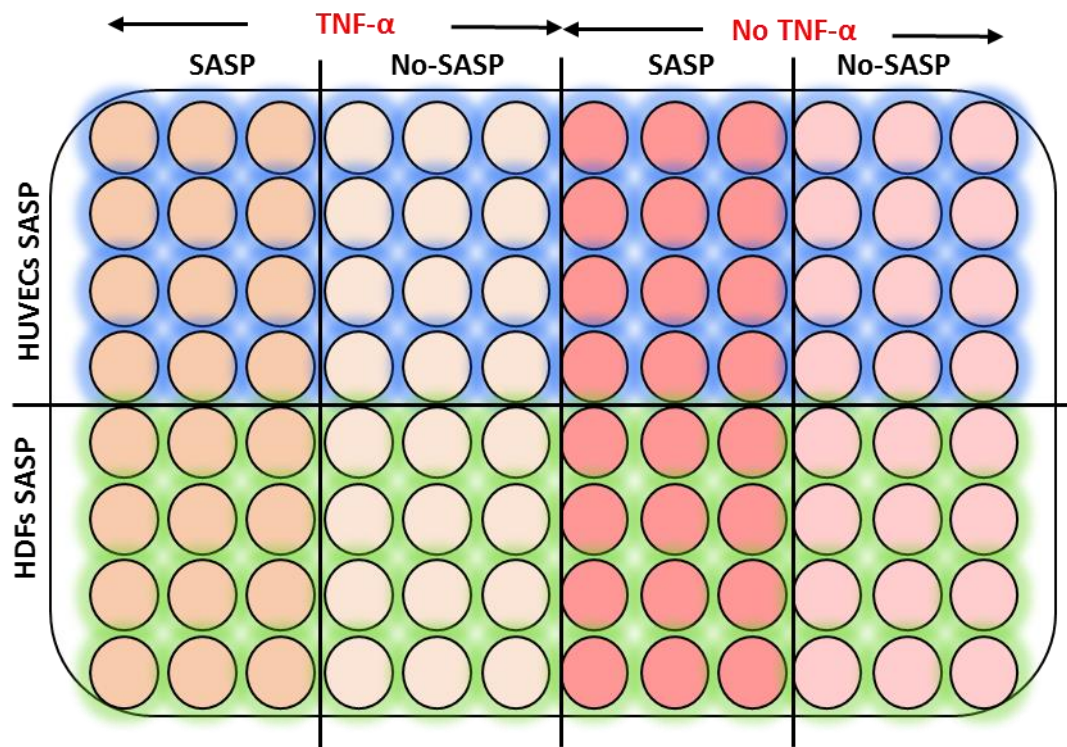 TNF-α
No TNF-α
SASP
No-SASP
SASP
No-SASP
HUVECs SASP
HDFs SASP